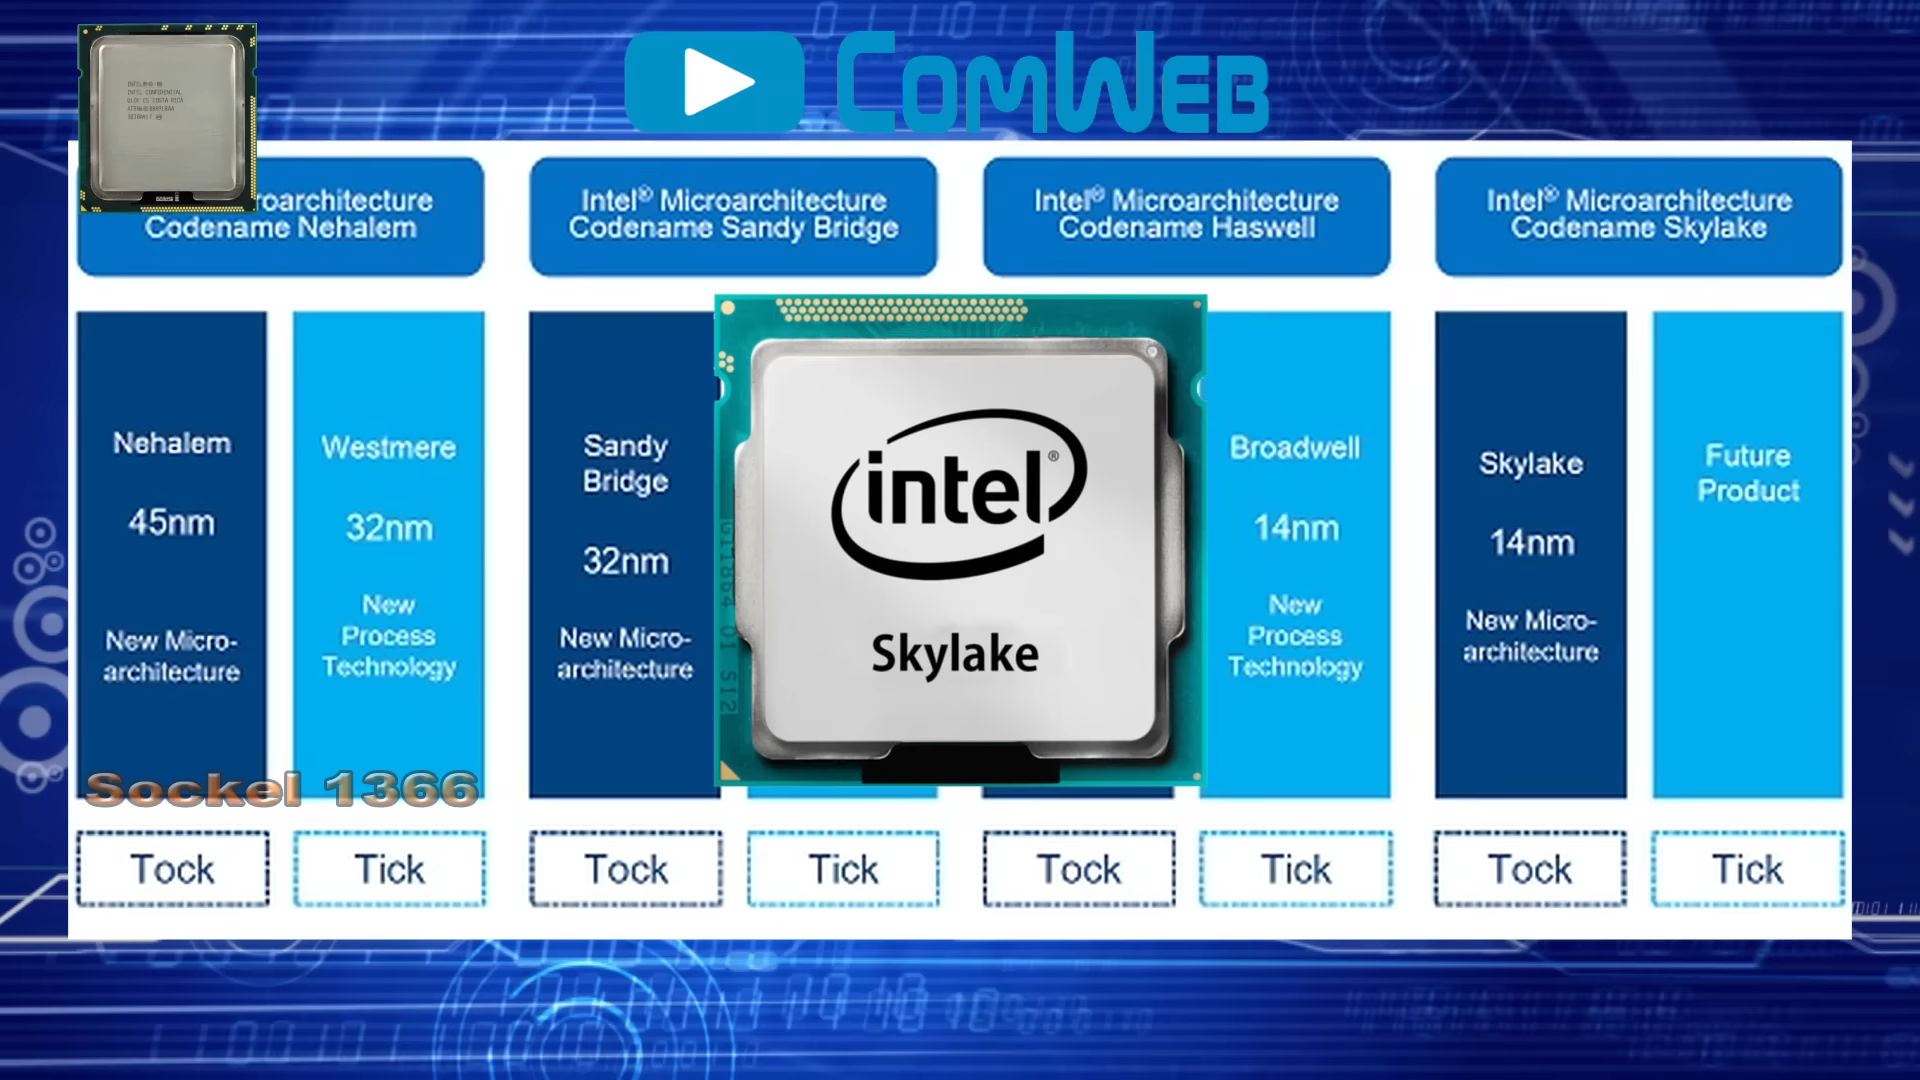 ComWeb
INTEL CONFIDENTIAL
roarchitecture
Codename Nehalem
Intel® Microarchitecture
Codename Sandy Bridge
Intel® Microarchitecture
Codename Haswell
Intel® Microarchitecture
Codename Skylake
Nehalem
45nm
New Micro-
architecture
Westmere
32nm
New
Process
Technology
Sandy
Bridge
32nm
New Micro-
architecture
intel®
Skylake
Broadwell
14nm
New
Process
Technology
Skylake
14nm
New Micro-
architecture
Future
Product
Sockel 1366
Tock
Tick
Tock
Tick
Tock
Tick
Tock
Tick